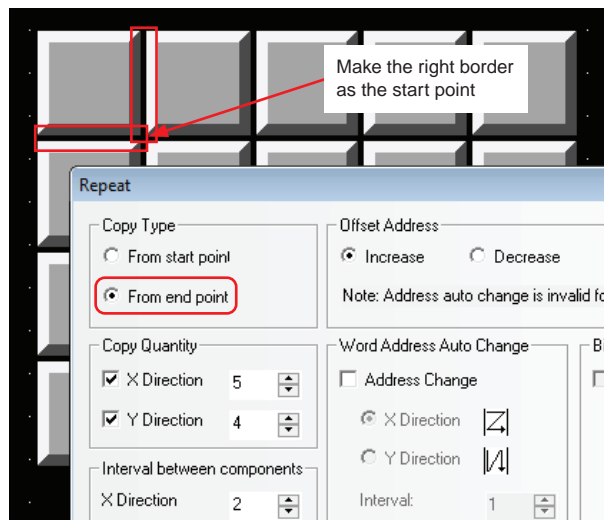 Make the right border
as the start point
Repeat
Copy Type
From start point
From end point
Offset Address
Increase
Decrease
Note: Address auto change is invalid fo
Copy Quantity
X Direction 5
Y Direction 4
Word Address Auto Change
Address Change
X Direction
Y Direction
Interval: 1
Interval between components
X Direction 2
B